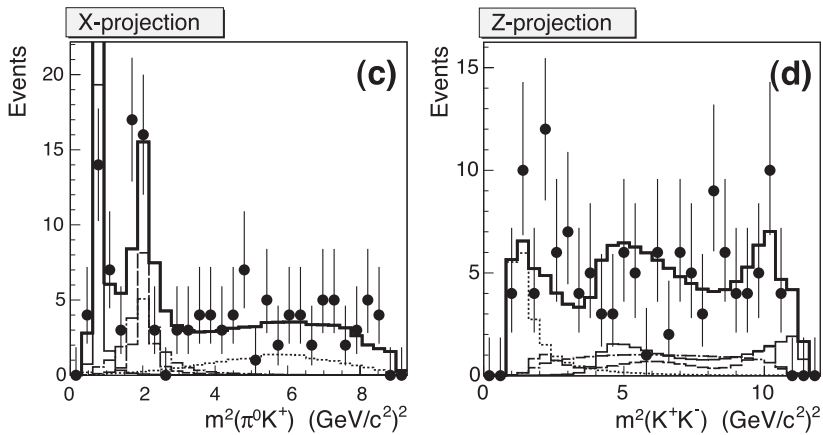 X-projection
Events
20
15
10
5
0
(c)
0 2 4 6 8
m²(π⁰K⁺) (GeV/c²)²
Z-projection
Events
15
10
5
0
(d)
0 5 10
m²(K⁺K⁻) (GeV/c²)²